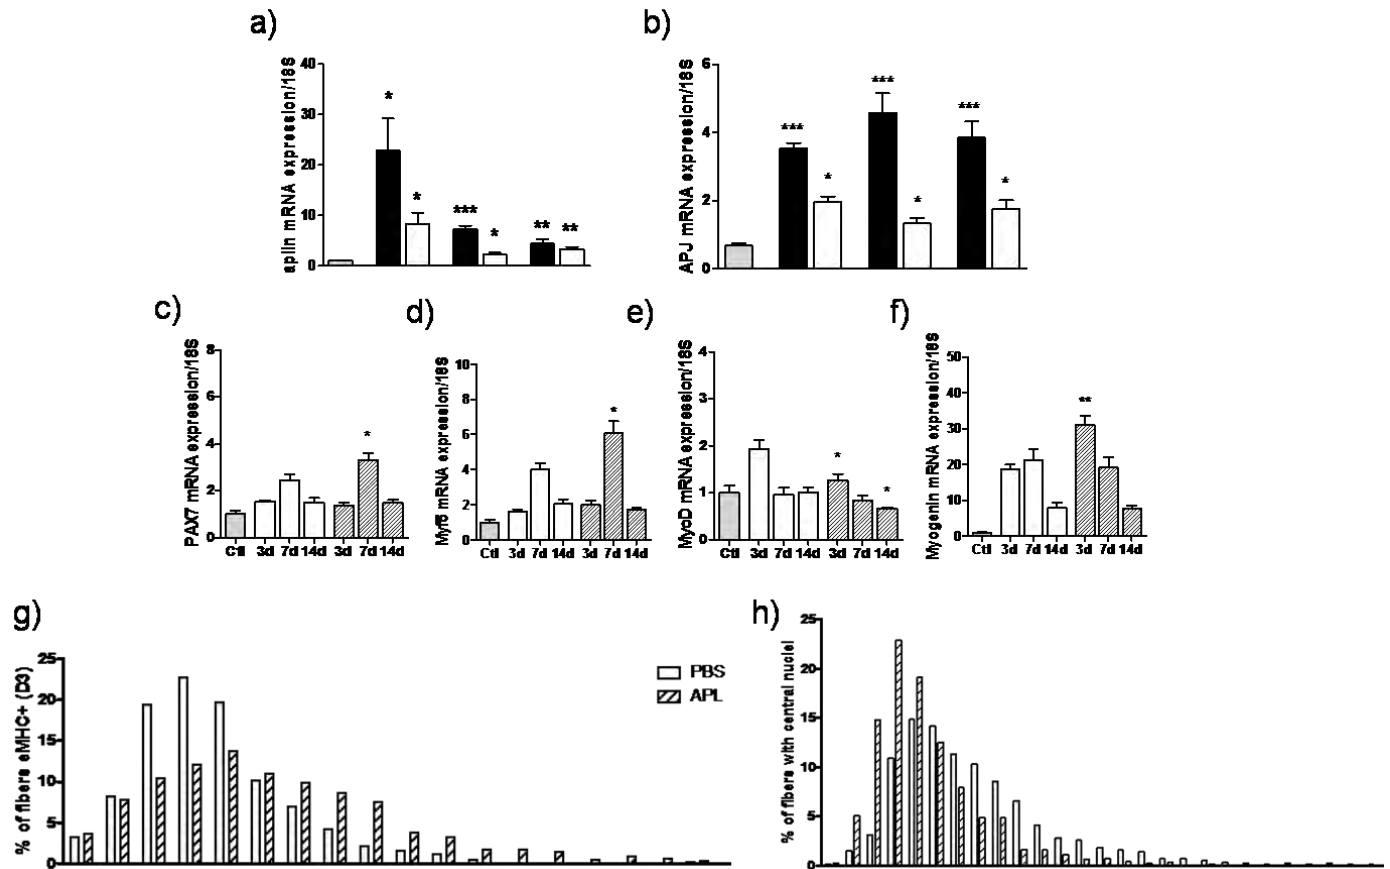 a)
b)
aplin mRNA expression/18S
40
30
20
10
0
*
*
***
*
**
**
APJ mRNA expression/18S
6
4
2
0
***
*
***
*
***
*
c)
d)
e)
f)
PAX7 mRNA expression/18S
8
6
4
2
0
*
Ctl 3d 7d 14d 3d 7d 14d
mRNA expression/18S
10
8
6
4
2
0
*
Ctl 3d 7d 14d 3d 7d 14d
MyoD mRNA expression/18S
4
3
2
1
0
*
*
Ctl 3d 7d 14d 3d 7d 14d
Myogenin mRNA expression/18S
50
40
30
20
10
0
**
Ctl 3d 7d 14d 3d 7d 14d
g)
h)
% of fibers eMHC+ (D3)
25
20
15
10
5
0
PBS
APL
% of fibers with central nuclei
25
20
15
10
5
0